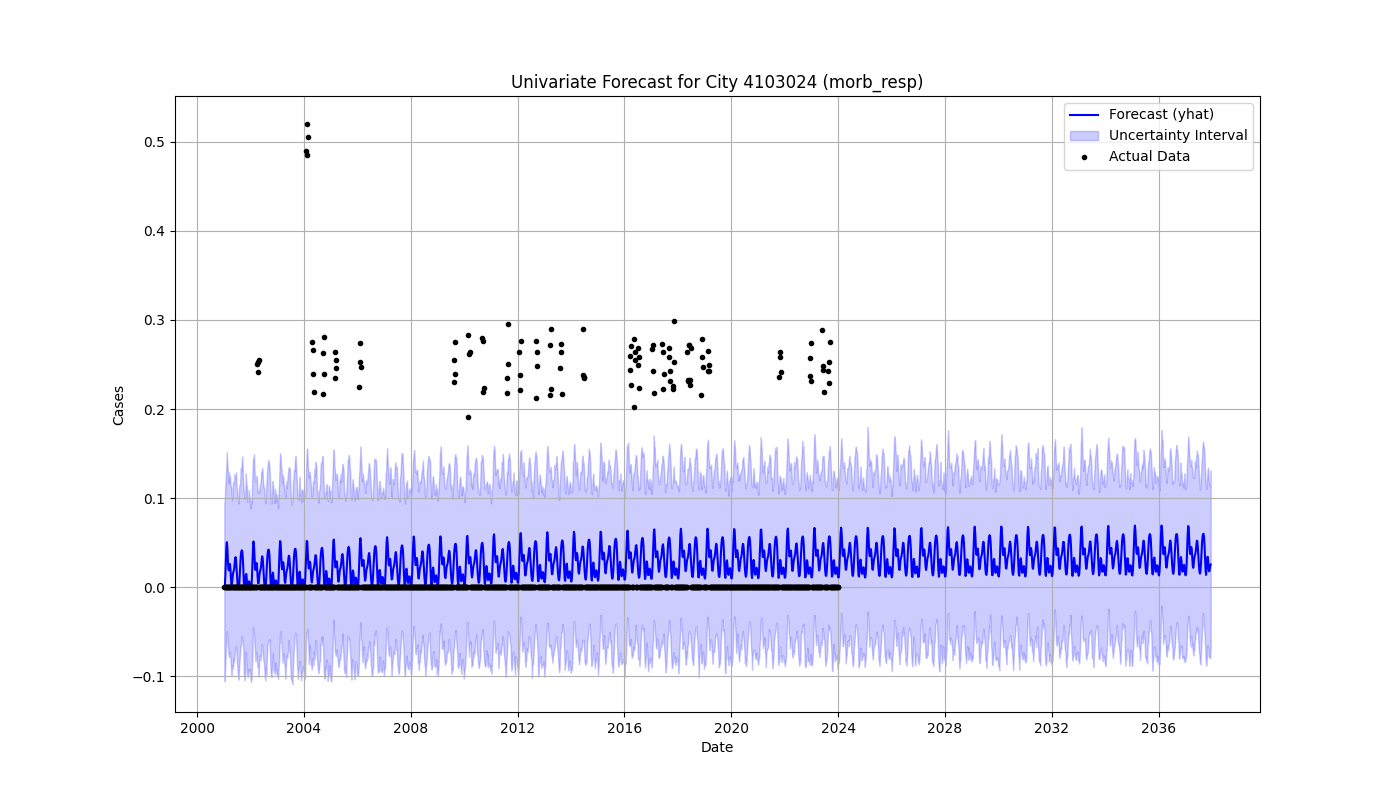 Univariate Forecast for City 4103024 (morb_resp)
Forecast (yhat)
Uncertainty Interval
Actual Data
0.5
0.4
0.3
0.2
0.1
0.0
−0.1
Cases
2000 2004 2008 2012 2016 2020 2024 2028 2032 2036
Date